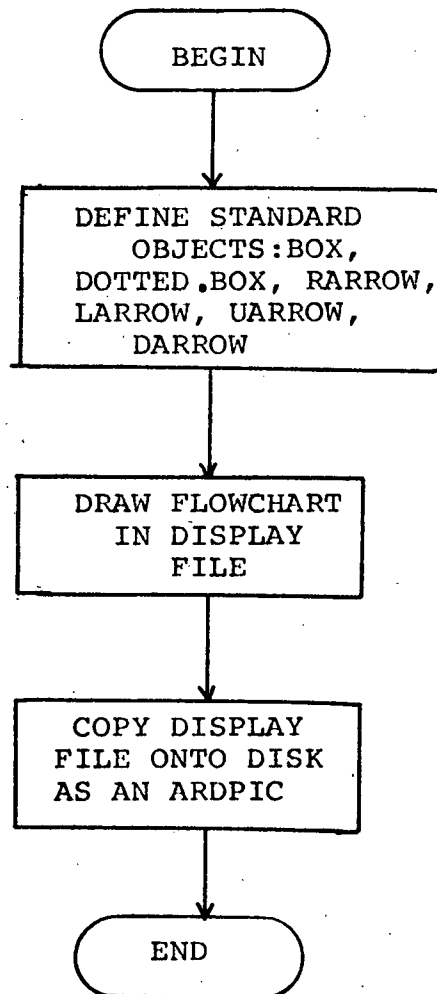 BEGIN
DEFINE STANDARD
OBJECTS:BOX,
DOTTED.BOX, RARROW,
LARROW, UARROW,
DARROW
DRAW FLOWCHART
IN DISPLAY
FILE
COPY DISPLAY
FILE ONTO DISK
AS AN ARDPIC
END